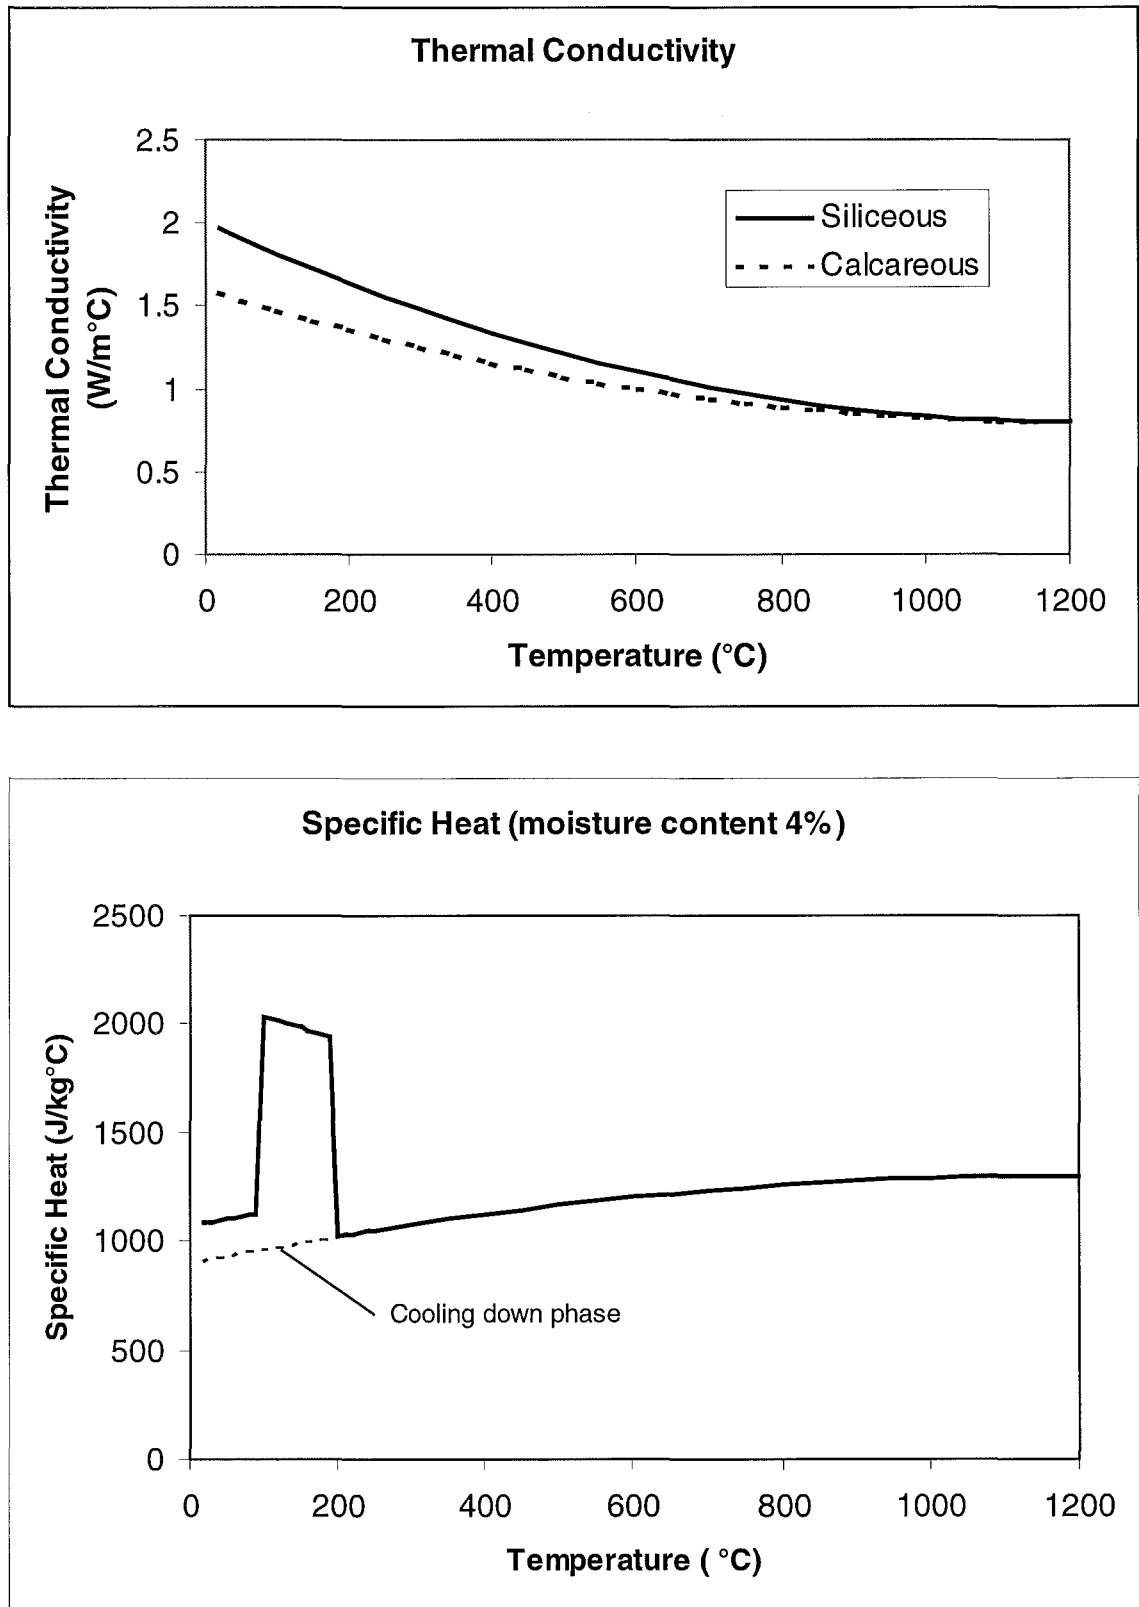 Thermal Conductivity
2.5
2
1.5
1
0.5
0
Thermal Conductivity
(W/m°C)
Siliceous
Calcareous
0 200 400 600 800 1000 1200
Temperature (°C)
Specific Heat (moisture content 4%)
2500
2000
1500
1000
500
0
Specific Heat (J/kg°C)
Cooling down phase
0 200 400 600 800 1000 1200
Temperature ( °C)